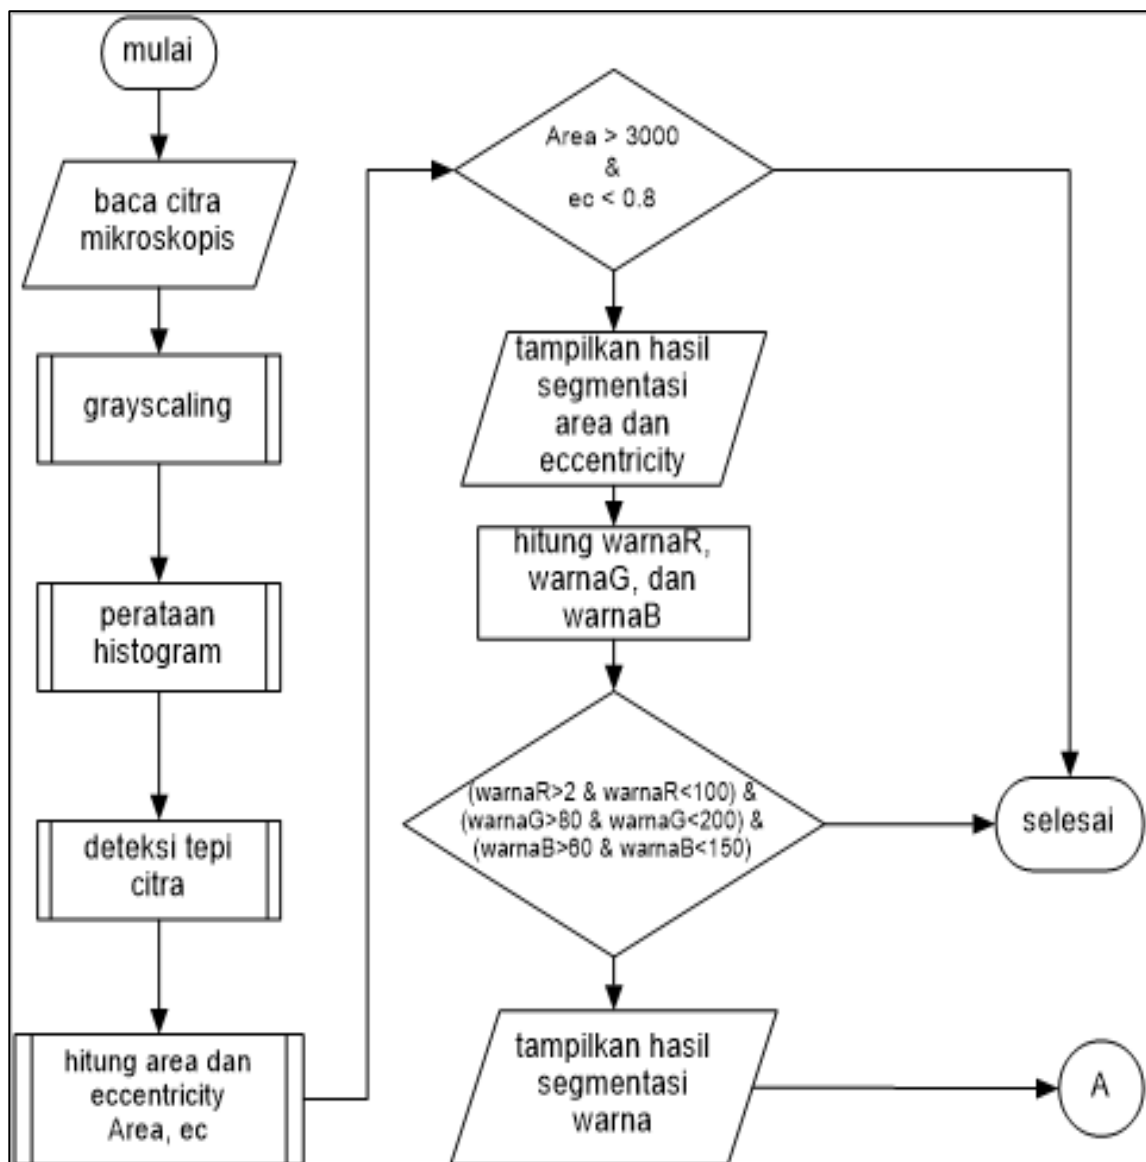 mulai
baca citra
mikroskopis
grayscaling
perataan
histogram
deteksi tepi
citra
hitung area dan
eccentricity
Area, ec
Area > 3000
&
ec < 0.8
tampilkan hasil
segmentasi
area dan
eccentricity
hitung warnaR,
warnaG, dan
warnaB
(warnaR>2 & warnaR<100) &
(warnaG>80 & warnaG<200) &
(warnaB>60 & warnaB<150)
selesai
tampilkan hasil
segmentasi
warna
A